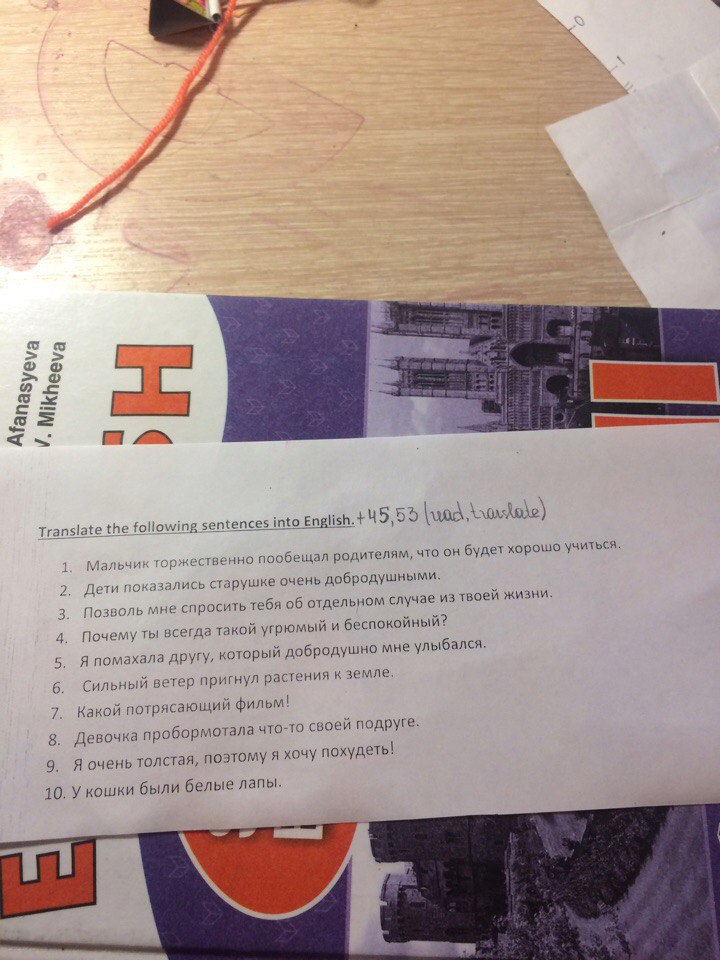 Afanasyeva
V. Mikheeva
SH
Translate the following sentences into English. +45,53 (read, translate)
1. Мальчик торжественно пообещал родителям, что он будет хорошо учиться.
2. Дети показались старушке очень добродушными.
3. Позволь мне спросить тебя об отдельном случае из твоей жизни.
4. Почему ты всегда такой угрюмый и беспокойный?
5. Я помахала другу, который добродушно мне улыбался.
6. Сильный ветер пригнул растения к земле.
7. Какой потрясающий фильм!
8. Девочка пробормотала что-то своей подруге.
9. Я очень толстая, поэтому я хочу похудеть!
10. У кошки были белые лапы.
E